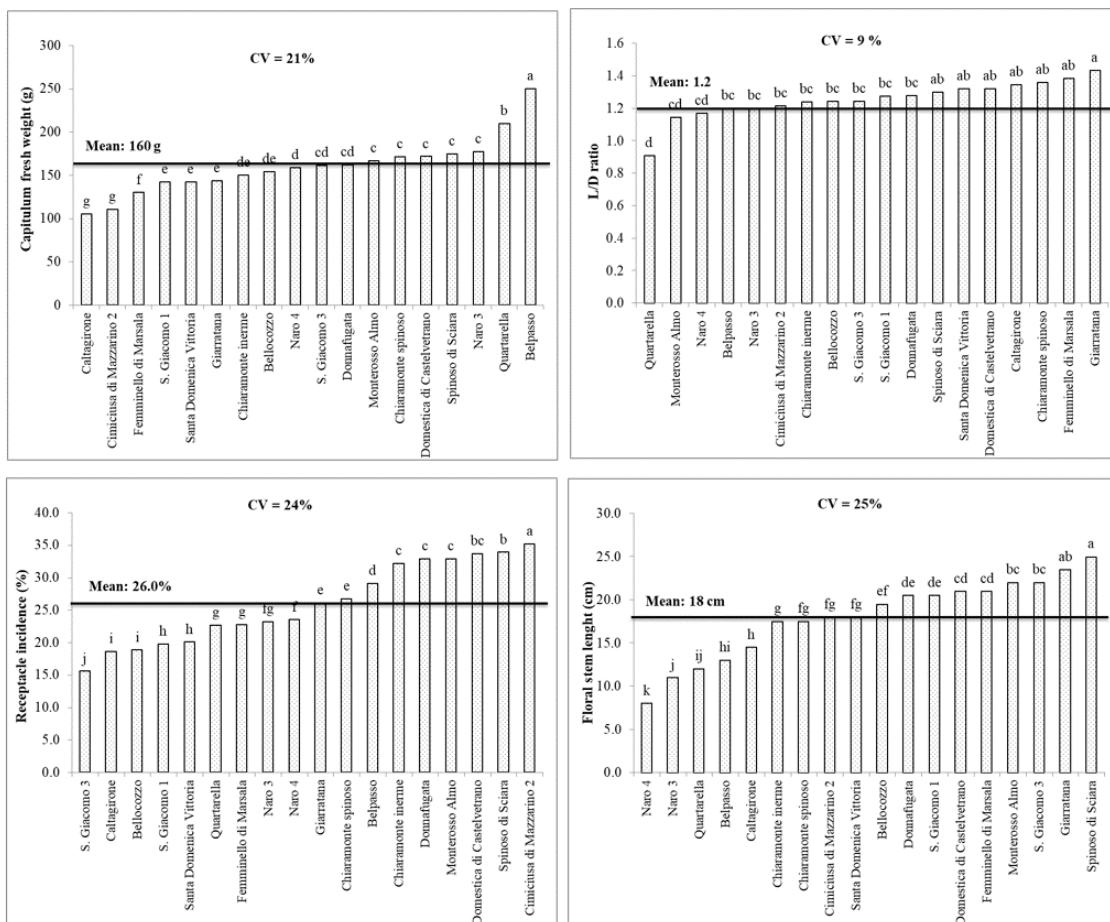 CV = 21%
Mean: 160 g
Capitulum fresh weight (g)
300
250
200
150
100
50
0
g
g
f
e
e
e
de
de
d
cd
cd
c
c
c
c
c
b
a
Caltagirone
Cimiciusa di Mazzarino 2
Femminello di Marsala
S. Giacomo 1
Santa Domenica Vittoria
Giarratana
Chiaramonte inerme
Bellocozzo
Naro 4
S. Giacomo 3
Donnafugata
Monterosso Almo
Chiaramonte spinoso
Domestica di Castelvetrano
Spinoso di Sciara
Naro 3
Quartarella
Belpasso
CV = 9 %
Mean: 1.2
L/D ratio
1.6
1.4
1.2
1.0
0.8
0.6
0.4
0.2
0.0
d
cd
cd
bc
bc
bc
bc
bc
bc
bc
bc
ab
ab
ab
ab
ab
ab
a
Quartarella
Monterosso Almo
Naro 4
Belpasso
Naro 3
Cimiciusa di Mazzarino 2
Chiaramonte inerme
Bellocozzo
S. Giacomo 3
S. Giacomo 1
Donnafugata
Spinoso di Sciara
Santa Domenica Vittoria
Domestica di Castelvetrano
Caltagirone
Chiaramonte spinoso
Femminello di Marsala
Giarratana
CV = 24%
Mean: 26.0%
Receptacle incidence (%)
40.0
35.0
30.0
25.0
20.0
15.0
10.0
5.0
0.0
j
i
i
h
h
g
g
fg
f
e
e
d
c
c
c
bc
b
a
S. Giacomo 3
Caltagirone
Bellocozzo
S. Giacomo 1
Santa Domenica Vittoria
Quartarella
Femminello di Marsala
Naro 3
Naro 4
Giarratana
Chiaramonte spinoso
Belpasso
Chiaramonte inerme
Donnafugata
Monterosso Almo
Domestica di Castelvetrano
Spinoso di Sciara
Cimiciusa di Mazzarino 2
CV = 25%
Mean: 18 cm
Floral stem lenght (cm)
30.0
25.0
20.0
15.0
10.0
5.0
0.0
k
j
ij
hi
h
g
fg
fg
fg
ef
de
de
cd
cd
bc
bc
ab
a
Naro 4
Naro 3
Quartarella
Belpasso
Caltagirone
Chiaramonte inerme
Chiaramonte spinoso
Cimiciusa di Mazzarino 2
Santa Domenica Vittoria
Bellocozzo
Donnafugata
S. Giacomo 1
Domestica di Castelvetrano
Femminello di Marsala
Monterosso Almo
S. Giacomo 3
Giarratana
Spinoso di Sciara